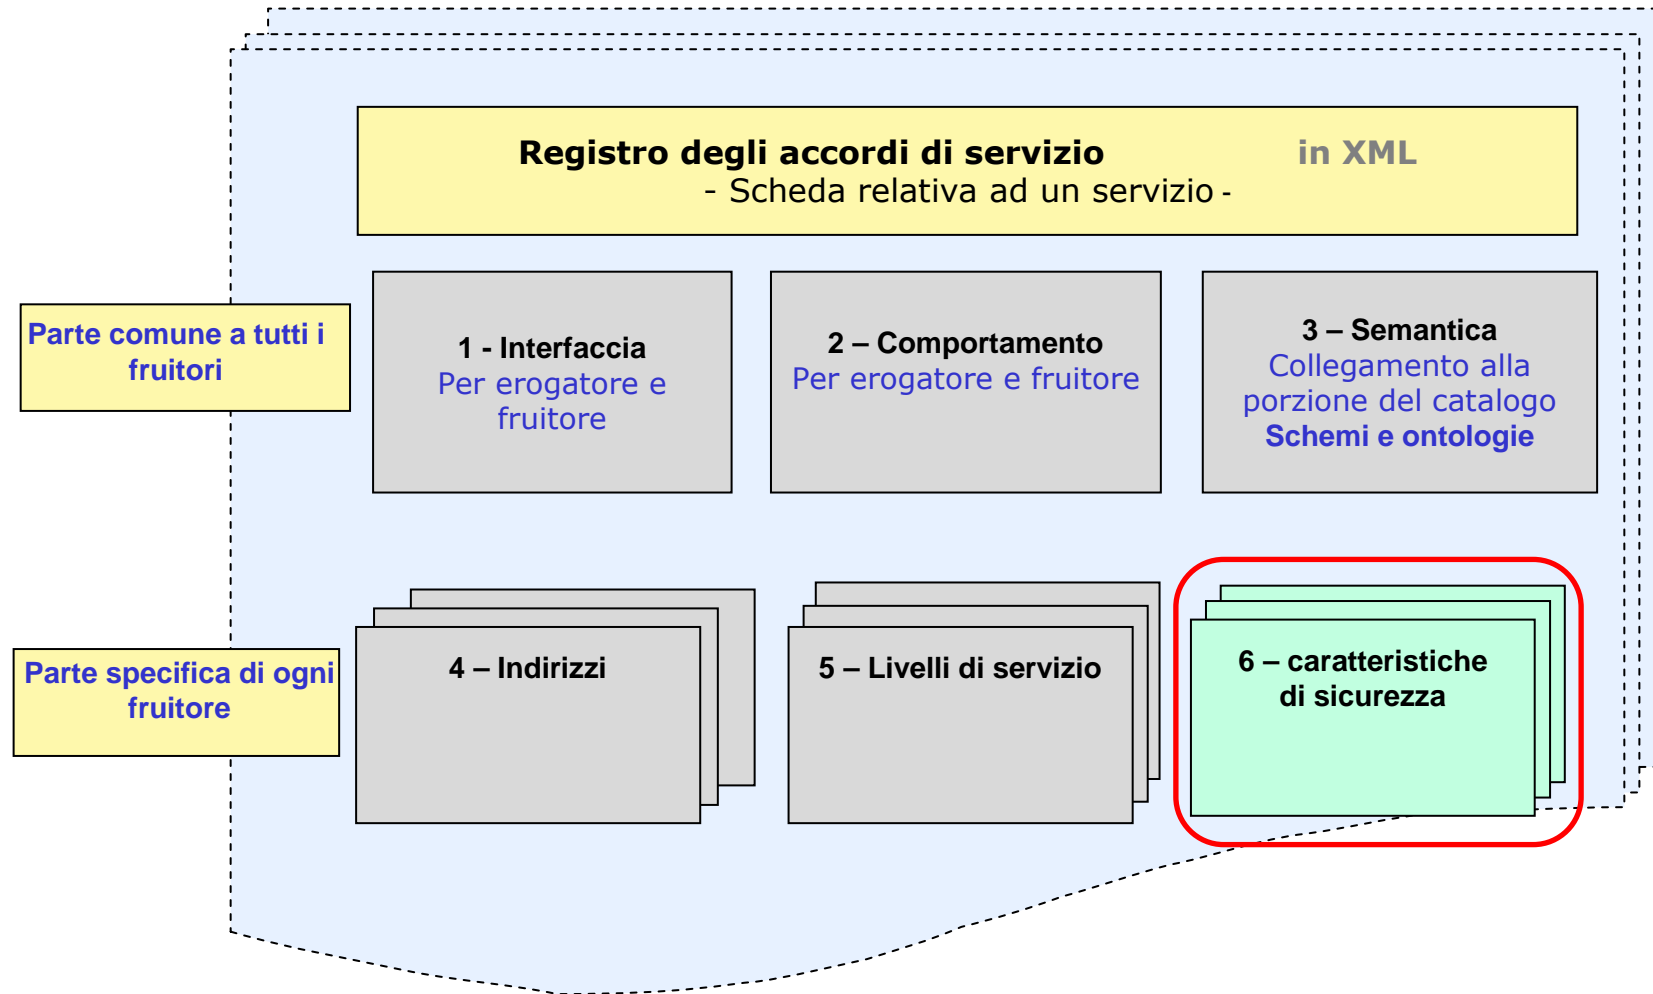 Registro degli accordi di servizio in XML
- Scheda relativa ad un servizio -
Parte comune a tutti i
fruitori
1 - Interfaccia
Per erogatore e
fruitore
2 – Comportamento
Per erogatore e fruitore
3 – Semantica
Collegamento alla
porzione del catalogo
Schemi e ontologie
Parte specifica di ogni
fruitore
4 – Indirizzi
5 – Livelli di servizio
6 – caratteristiche
di sicurezza